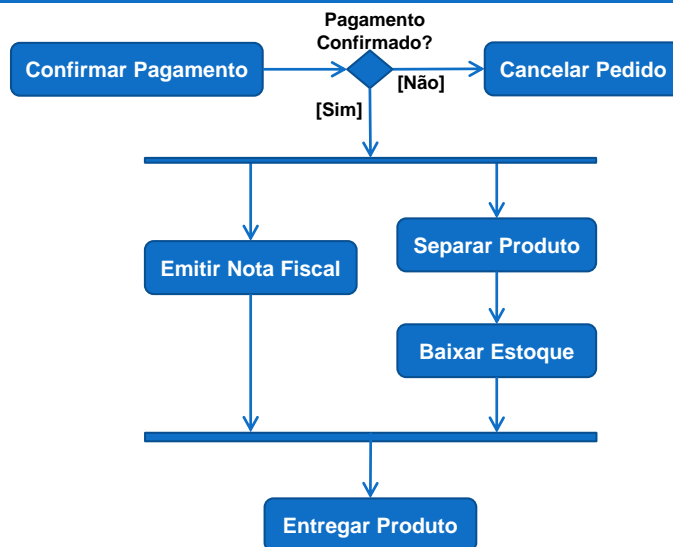 Pagamento
Confirmado?
Confirmar Pagamento
Cancelar Pedido
[Não]
[Sim]
Separar Produto
Emitir Nota Fiscal
Baixar Estoque
Entregar Produto